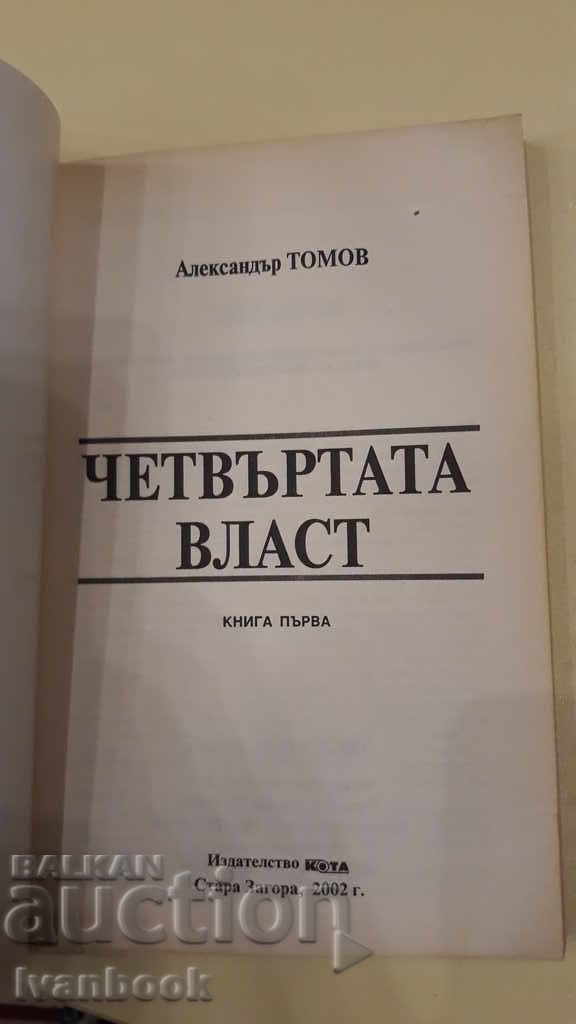 Александър ТОМОВ
ЧЕТВЪРТАТА
ВЛАСТ
КНИГА ПЪРВА
Издателство КОТА
Стара Загора, 2002 г.
BALKAN
auction
Ivanbook